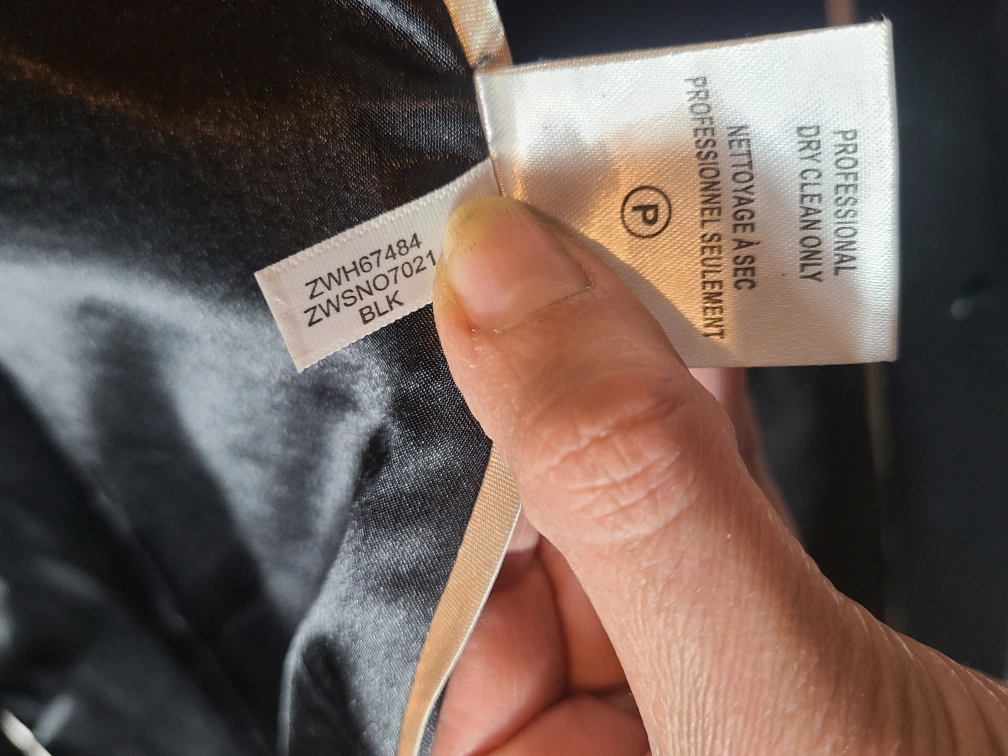 PROFESSIONAL
DRY CLEAN ONLY
NETTOYAGE À SEC
PROFESSIONNEL SEULEMENT
P
ZWH67484
ZWSNO7021
BLK